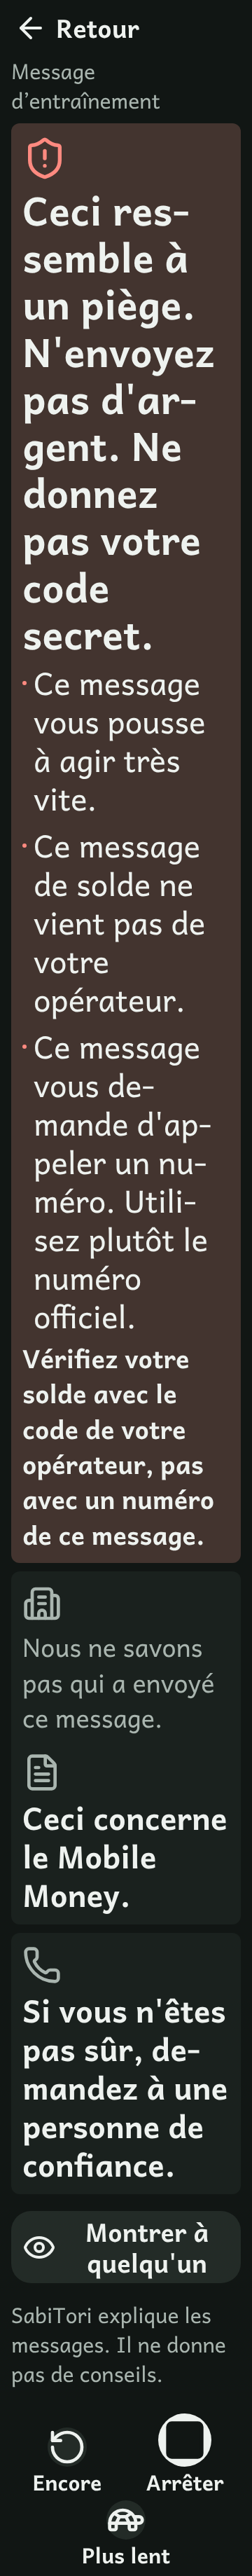 Retour
Message
d’entraînement
Ceci res-
semble à
un piège.
N'envoyez
pas d'ar-
gent. Ne
donnez
pas votre
code
secret.
· Ce message
vous pousse
à agir très
vite.
· Ce message
de solde ne
vient pas de
votre
opérateur.
· Ce message
vous de-
mande d'ap-
peler un nu-
méro. Utili-
sez plutôt le
numéro
officiel.
Vérifiez votre
solde avec le
code de votre
opérateur, pas
avec un numéro
de ce message.
Nous ne savons
pas qui a envoyé
ce message.
Ceci concerne
le Mobile
Money.
Si vous n'êtes
pas sûr, de-
mandez à une
personne de
confiance.
Montrer à
quelqu'un
SabiTori explique les
messages. Il ne donne
pas de conseils.
Encore
Arrêter
Plus lent